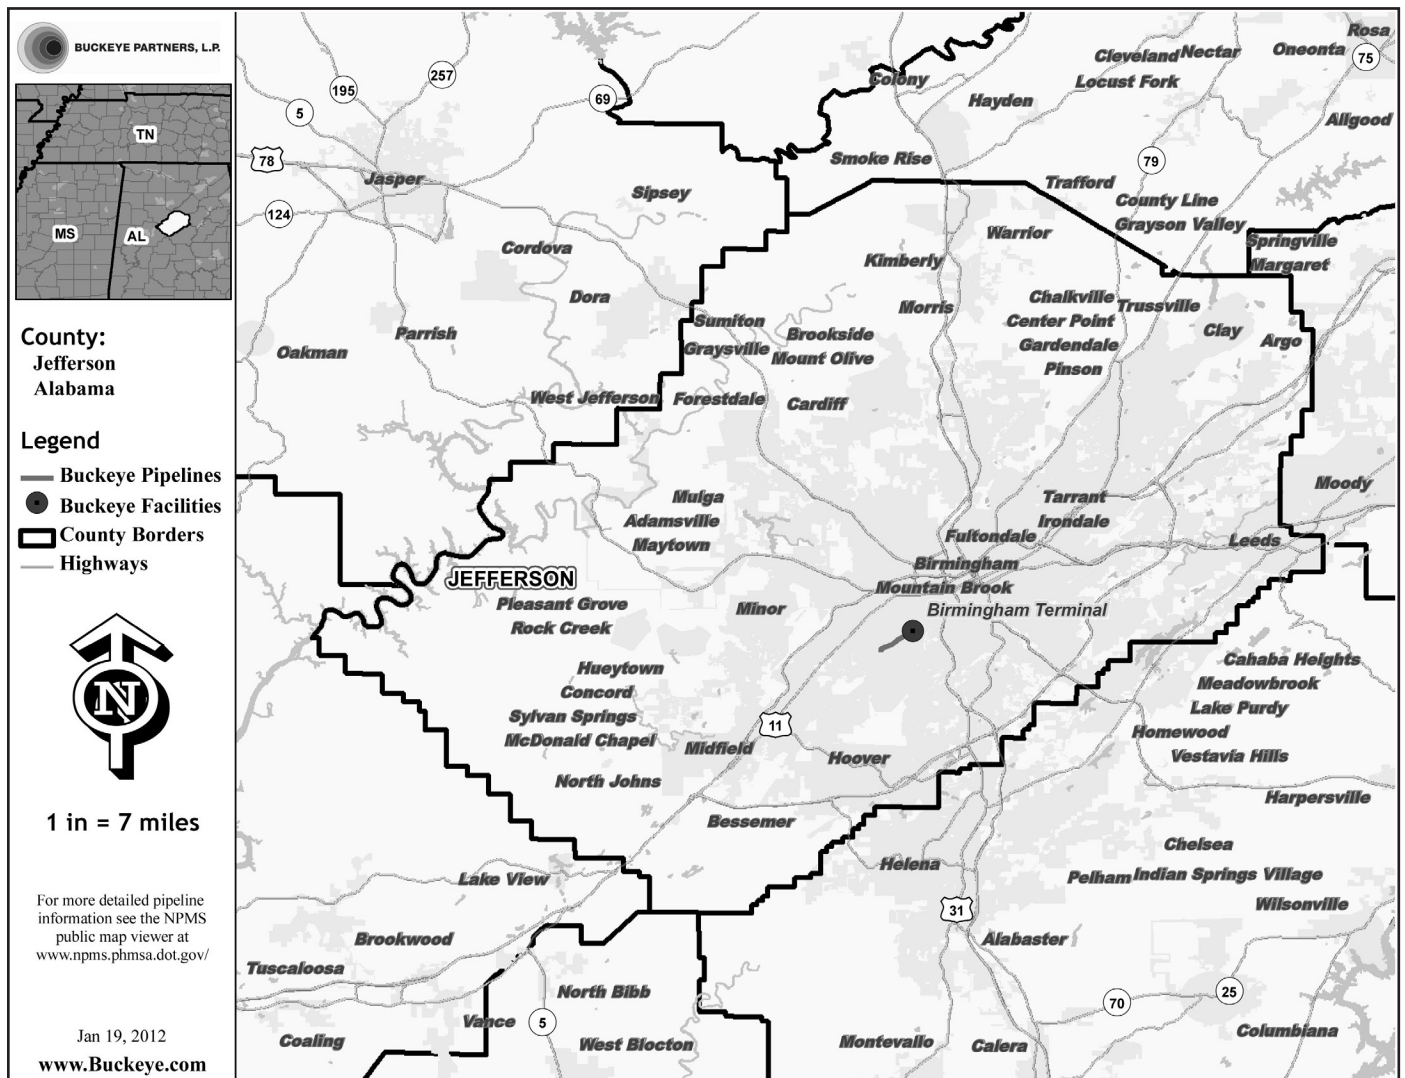 BUCKEYE PARTNERS, L.P.
TN
MS
AL
County:
Jefferson
Alabama
Legend
Buckeye Pipelines
Buckeye Facilities
County Borders
Highways
N
1 in = 7 miles
For more detailed pipeline
information see the NPMS
public map viewer at
www.npms.phmsa.dot.gov/
Jan 19, 2012
www.Buckeye.com
Rosa
Cleveland
Nectar
Oneonta
75
257
Colony
Locust Fork
195
69
Hayden
5
Allgood
78
Smoke Rise
79
Jasper
Trafford
Sipsey
County Line
124
Grayson Valley
Warrior
Springville
Cordova
Kimberly
Margaret
Dora
Chalkville
Morris
Trussville
Sumiton
Center Point
Parrish
Brookside
Clay
Argo
Oakman
Graysville
Gardendale
Mount Olive
Pinson
West Jefferson
Forestdale
Cardiff
Moody
Mulga
Tarrant
Adamsville
Irondale
Maytown
Fultondale
Leeds
Birmingham
JEFFERSON
Mountain Brook
Pleasant Grove
Minor
Birmingham Terminal
Rock Creek
Hueytown
Cahaba Heights
Concord
Meadowbrook
Sylvan Springs
Lake Purdy
11
McDonald Chapel
Midfield
Homewood
Hoover
Vestavia Hills
North Johns
Harpersville
Bessemer
Chelsea
Helena
Lake View
Pelham
Indian Springs Village
Wilsonville
31
Brookwood
Alabaster
Tuscaloosa
North Bibb
25
70
Vance
5
Columbiana
Coaling
West Blocton
Montevallo
Calera